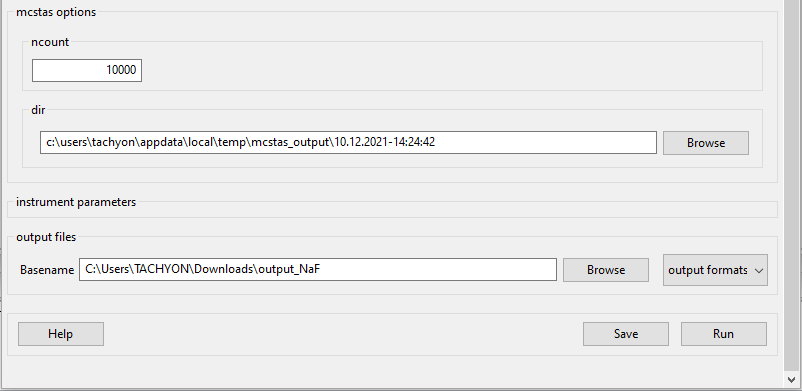 mcstas options
ncount
10000
dir
c:\users\tachyon\appdata\local\temp\mcstas_output\10.12.2021-14:24:42
Browse
instrument parameters
output files
Basename
C:\Users\TACHYON\Downloads\output_NaF
Browse
output formats
Help
Save
Run